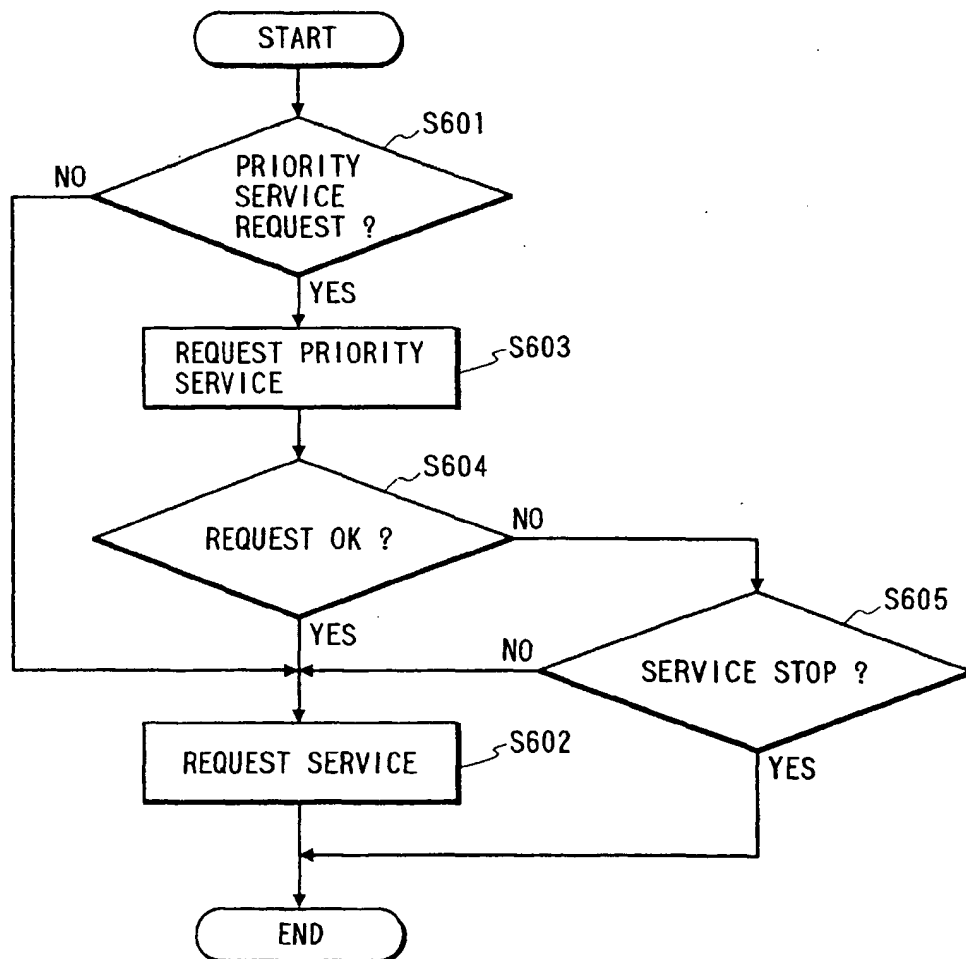 START
S601
NO
PRIORITY
SERVICE
REQUEST ?
YES
REQUEST PRIORITY
SERVICE
S603
S604
REQUEST OK ?
NO
YES
S605
NO
SERVICE STOP ?
YES
S602
REQUEST SERVICE
END